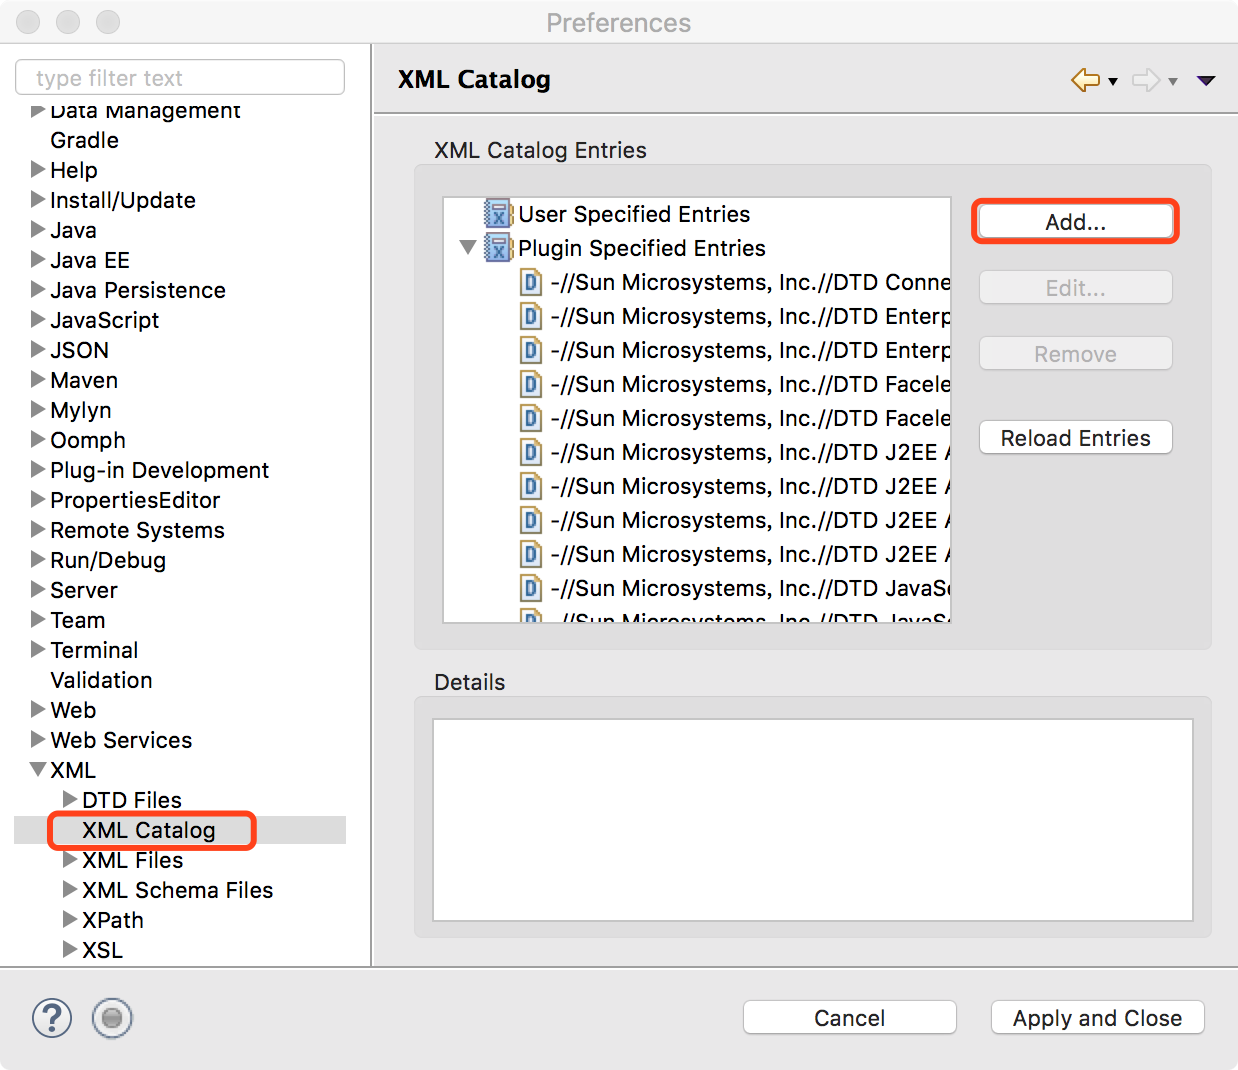 Preferences
type filter text
Data Management
Gradle
Help
Install/Update
Java
Java EE
Java Persistence
JavaScript
JSON
Maven
Mylyn
Oomph
Plug-in Development
PropertiesEditor
Remote Systems
Run/Debug
Server
Team
Terminal
Validation
Web
Web Services
XML
DTD Files
XML Catalog
XML Files
XML Schema Files
XPath
XSL
XML Catalog
XML Catalog Entries
User Specified Entries
Plugin Specified Entries
-//Sun Microsystems, Inc.//DTD Conne
-//Sun Microsystems, Inc.//DTD Enterp
-//Sun Microsystems, Inc.//DTD Enterp
-//Sun Microsystems, Inc.//DTD Facele
-//Sun Microsystems, Inc.//DTD Facele
-//Sun Microsystems, Inc.//DTD J2EE A
-//Sun Microsystems, Inc.//DTD J2EE A
-//Sun Microsystems, Inc.//DTD J2EE A
-//Sun Microsystems, Inc.//DTD J2EE A
-//Sun Microsystems, Inc.//DTD JavaSe
-//Sun Microsystems, Inc.//DTD JavaSe
Add...
Edit...
Remove
Reload Entries
Details
Cancel
Apply and Close